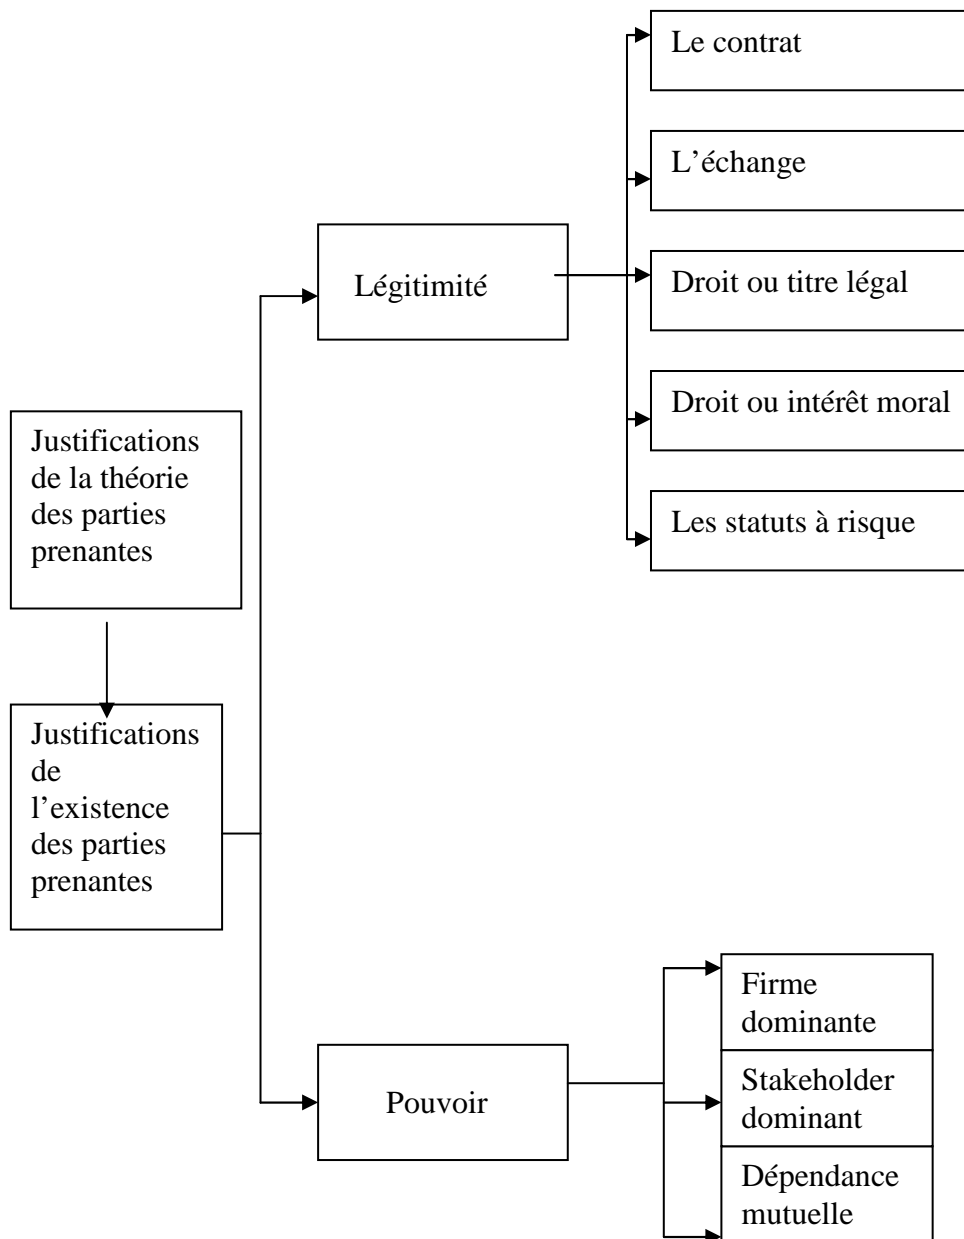 Le contrat
L’échange
Légitimité
Droit ou titre légal
Droit ou intérêt moral
Les statuts à risque
Justifications
de la théorie
des parties
prenantes
Justifications
de
l’existence
des parties
prenantes
Pouvoir
Firme
dominante
Stakeholder
dominant
Dépendance
mutuelle